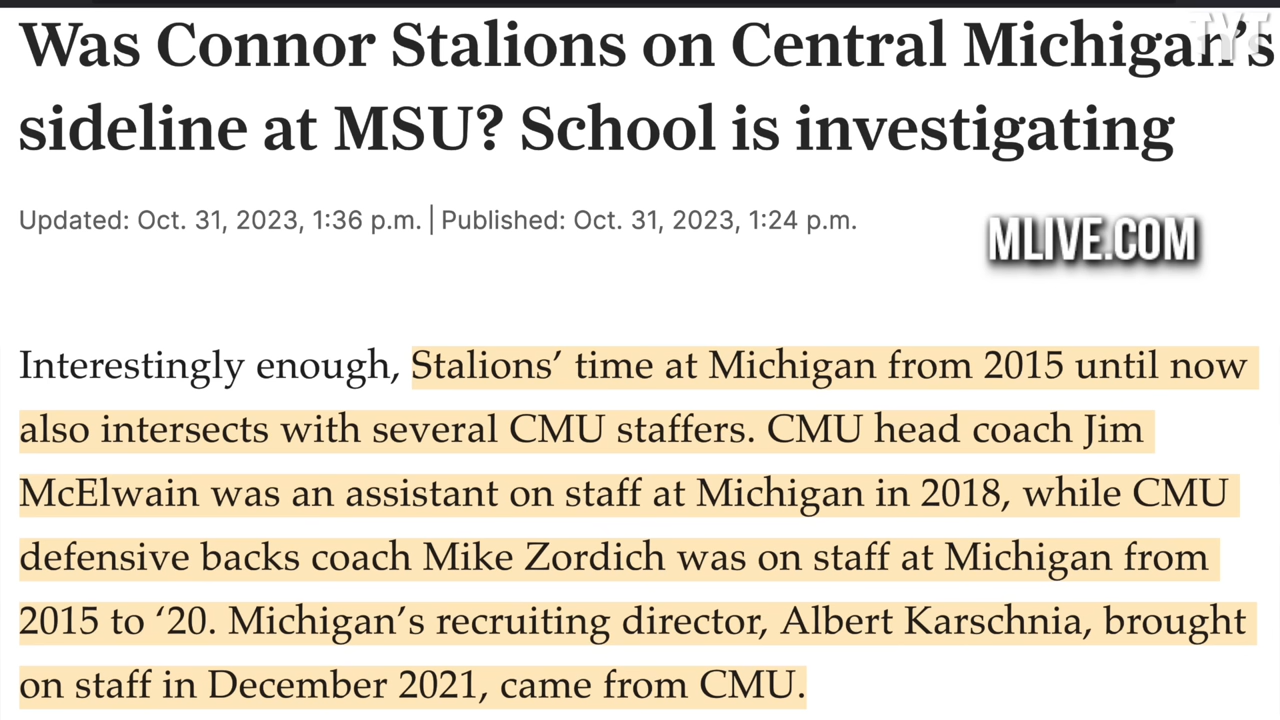 TYT
Was Connor Stalions on Central Michigan’s
sideline at MSU? School is investigating
Updated: Oct. 31, 2023, 1:36 p.m. | Published: Oct. 31, 2023, 1:24 p.m.
MLIVE.COM
Interestingly enough, Stalions’ time at Michigan from 2015 until now
also intersects with several CMU staffers. CMU head coach Jim
McElwain was an assistant on staff at Michigan in 2018, while CMU
defensive backs coach Mike Zordich was on staff at Michigan from
2015 to ‘20. Michigan’s recruiting director, Albert Karschnia, brought
on staff in December 2021, came from CMU.